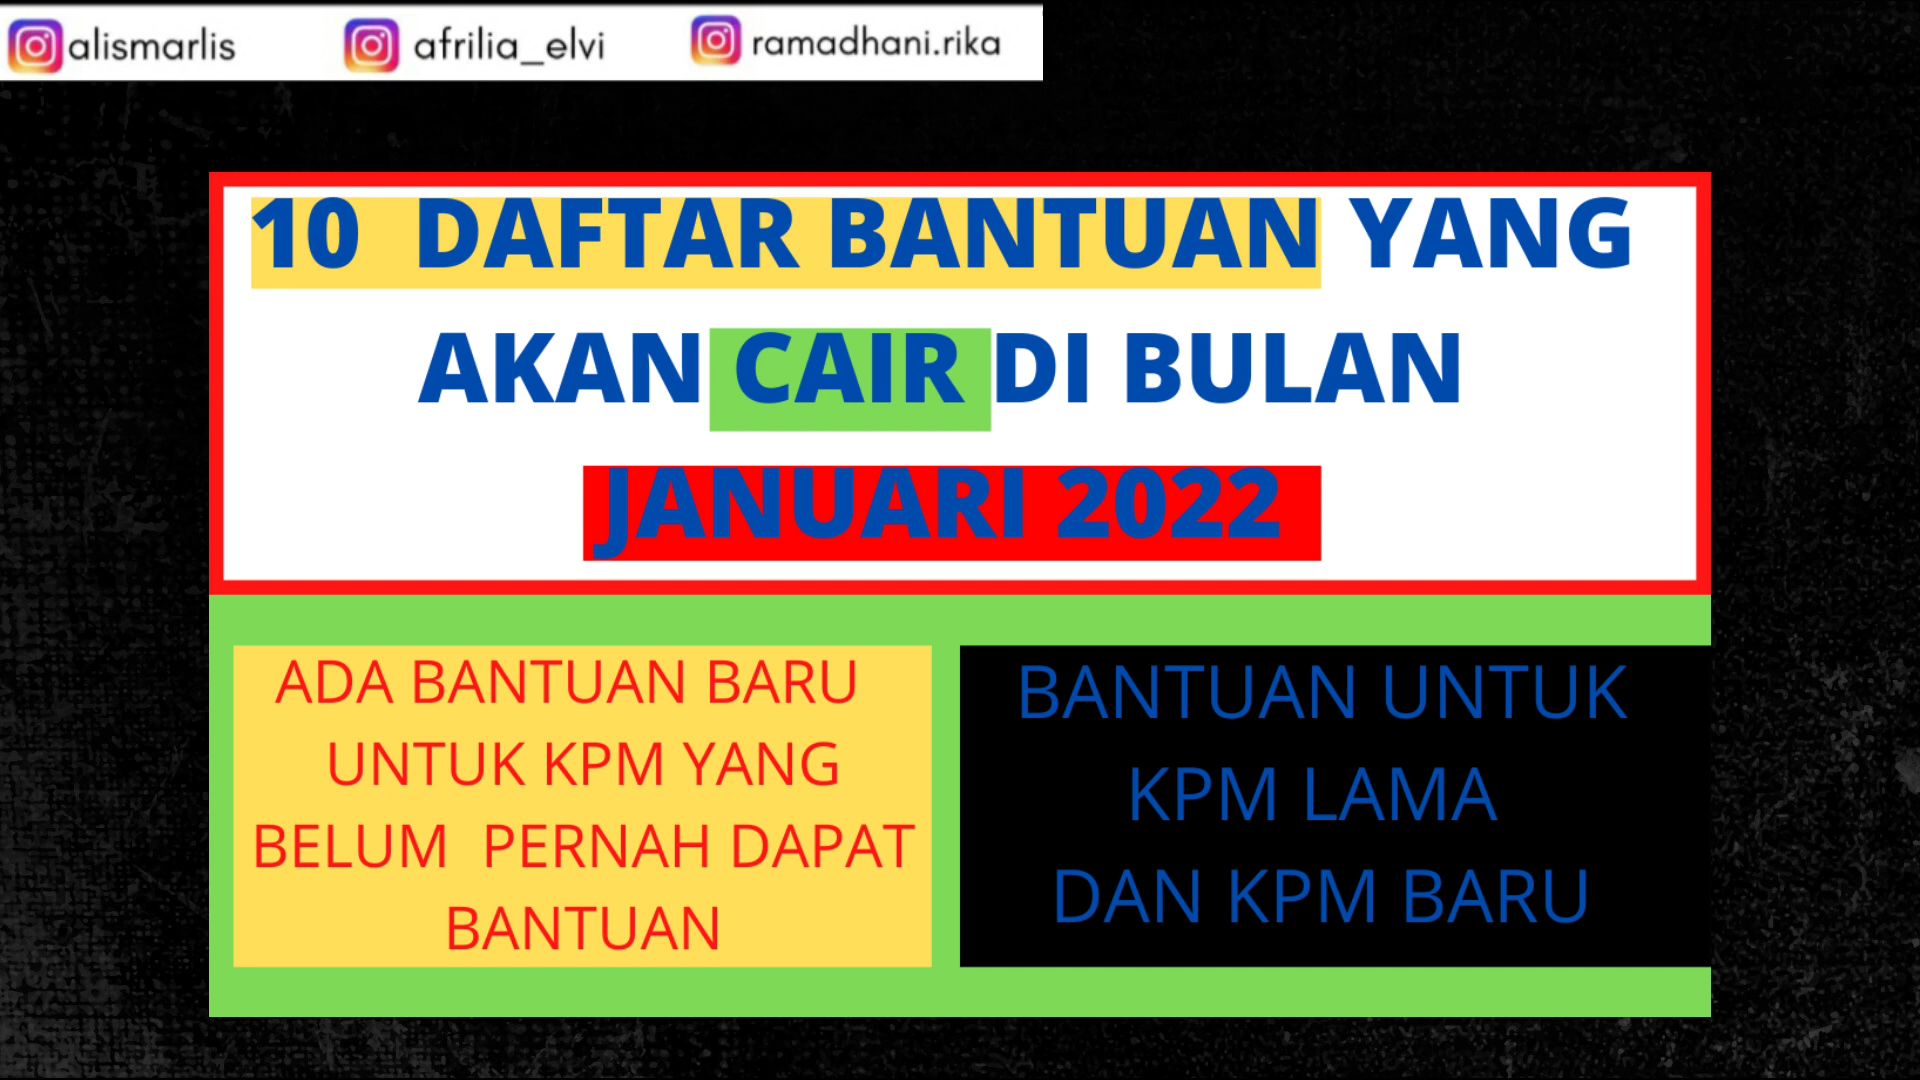 alismarlis afrilia_elvi ramadhani.rika
10 DAFTAR BANTUAN YANG
AKAN CAIR DI BULAN
JANUARI 2022
ADA BANTUAN BARU
UNTUK KPM YANG
BELUM PERNAH DAPAT
BANTUAN
BANTUAN UNTUK
KPM LAMA
DAN KPM BARU